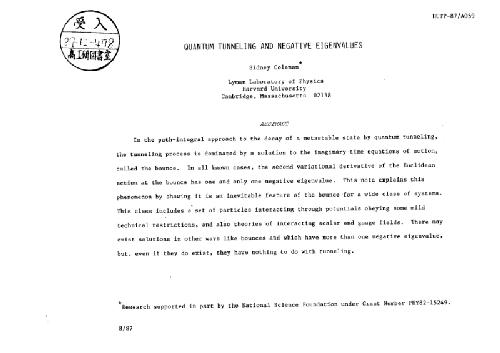 HUTP-87/A059
受入
高エ研図書室
QUANTUM TUNNELING AND NEGATIVE EIGENVALUES
Sidney Coleman*
Lyman Laboratory of Physics
Harvard University
Cambridge, Massachusetts 02138
ABSTRACT
In the path-integral approach to the decay of a metastable state by quantum tunneling,
the tunneling process is dominated by a solution to the imaginary time equations of motion,
called the bounce. In all known cases, the second variational derivative of the Euclidean
action at the bounce has one and only one negative eigenvalue. This note explains this
phenomenon by showing it is an inevitable feature of the bounce for a wide class of systems.
This class includes a set of particles interacting through potentials obeying some mild
technical restrictions, and also theories of interacting scalar and gauge fields. There may
exist solutions in other ways like bounces and which have more than one negative eigenvalue,
but, even if they do exist, they have nothing to do with tunneling.
*Research supported in part by the National Science Foundation under Grant Number PHY82-15249.
8/87